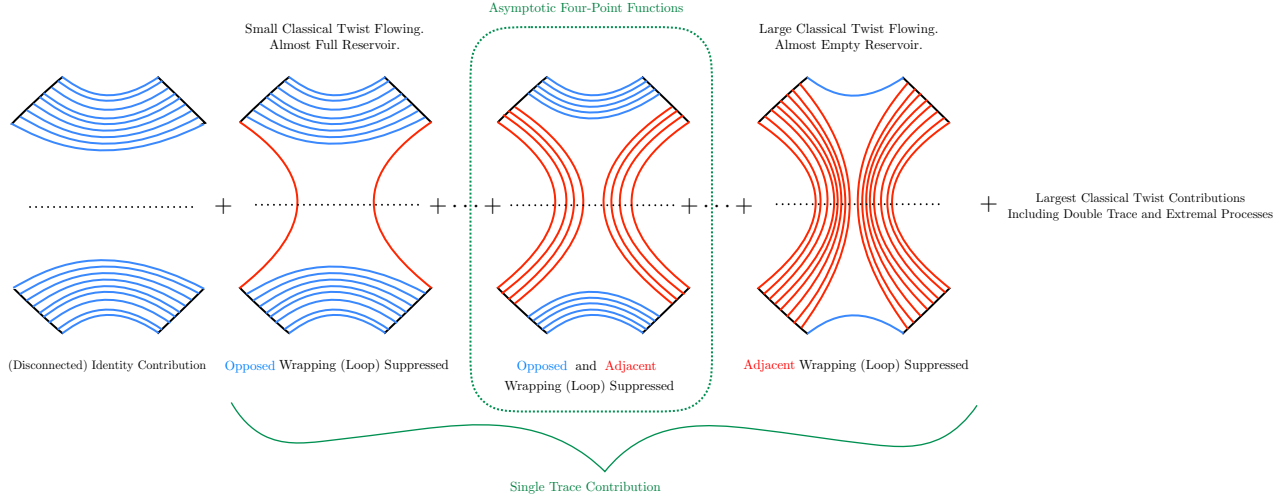 Asymptotic Four-Point Functions
Small Classical Twist Flowing.
Almost Full Reservoir.
Large Classical Twist Flowing.
Almost Empty Reservoir.
+
+ ... +
+ ... +
+
Largest Classical Twist Contributions
Including Double Trace and Extremal Processes
(Disconnected) Identity Contribution
Opposed Wrapping (Loop) Suppressed
Opposed and Adjacent
Wrapping (Loop) Suppressed
Adjacent Wrapping (Loop) Suppressed
Single Trace Contribution